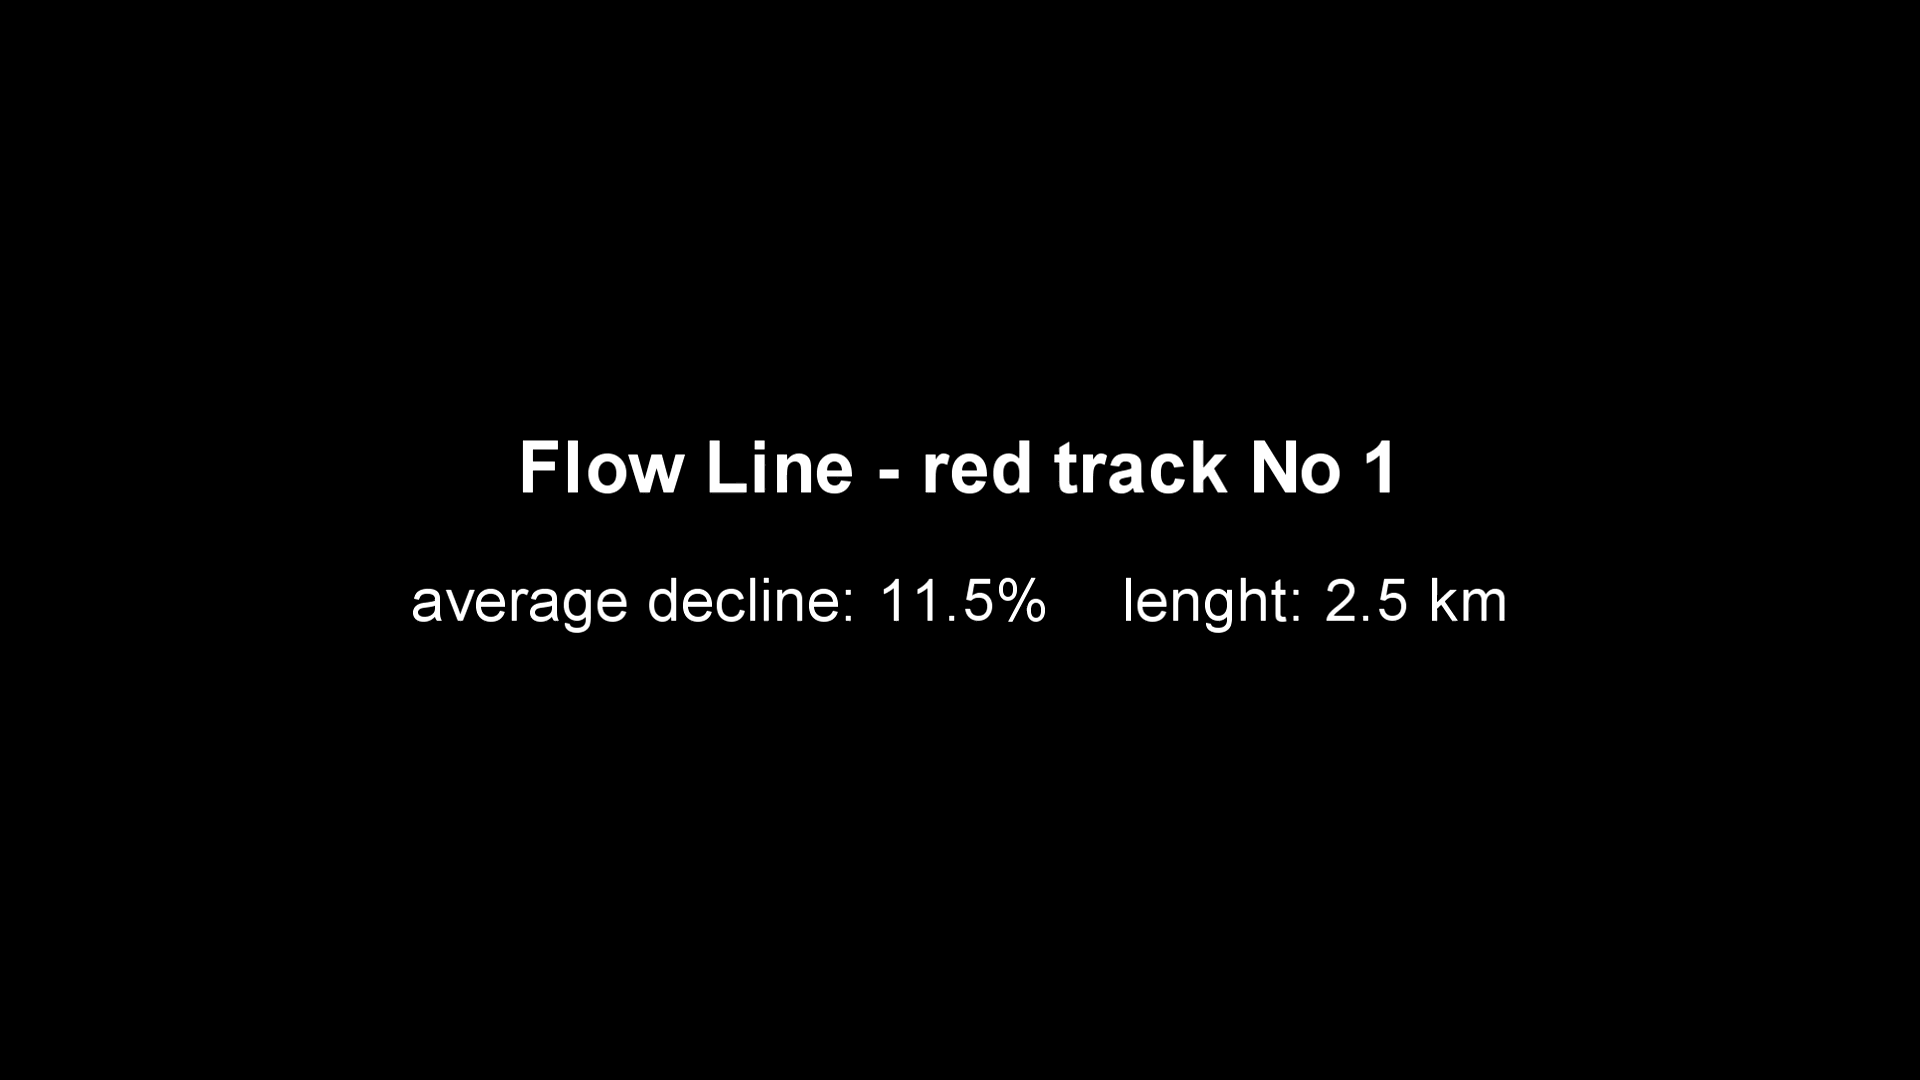 Flow Line - red track No 1
average decline: 11.5% lenght: 2.5 km